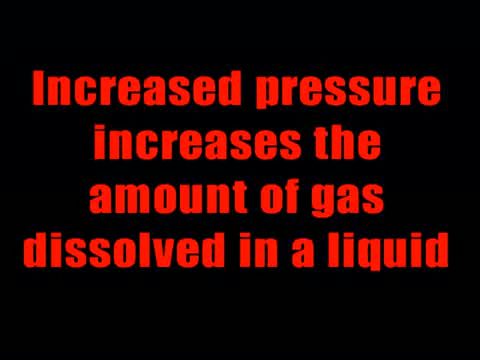 Increased pressure
increases the
amount of gas
dissolved in a liquid